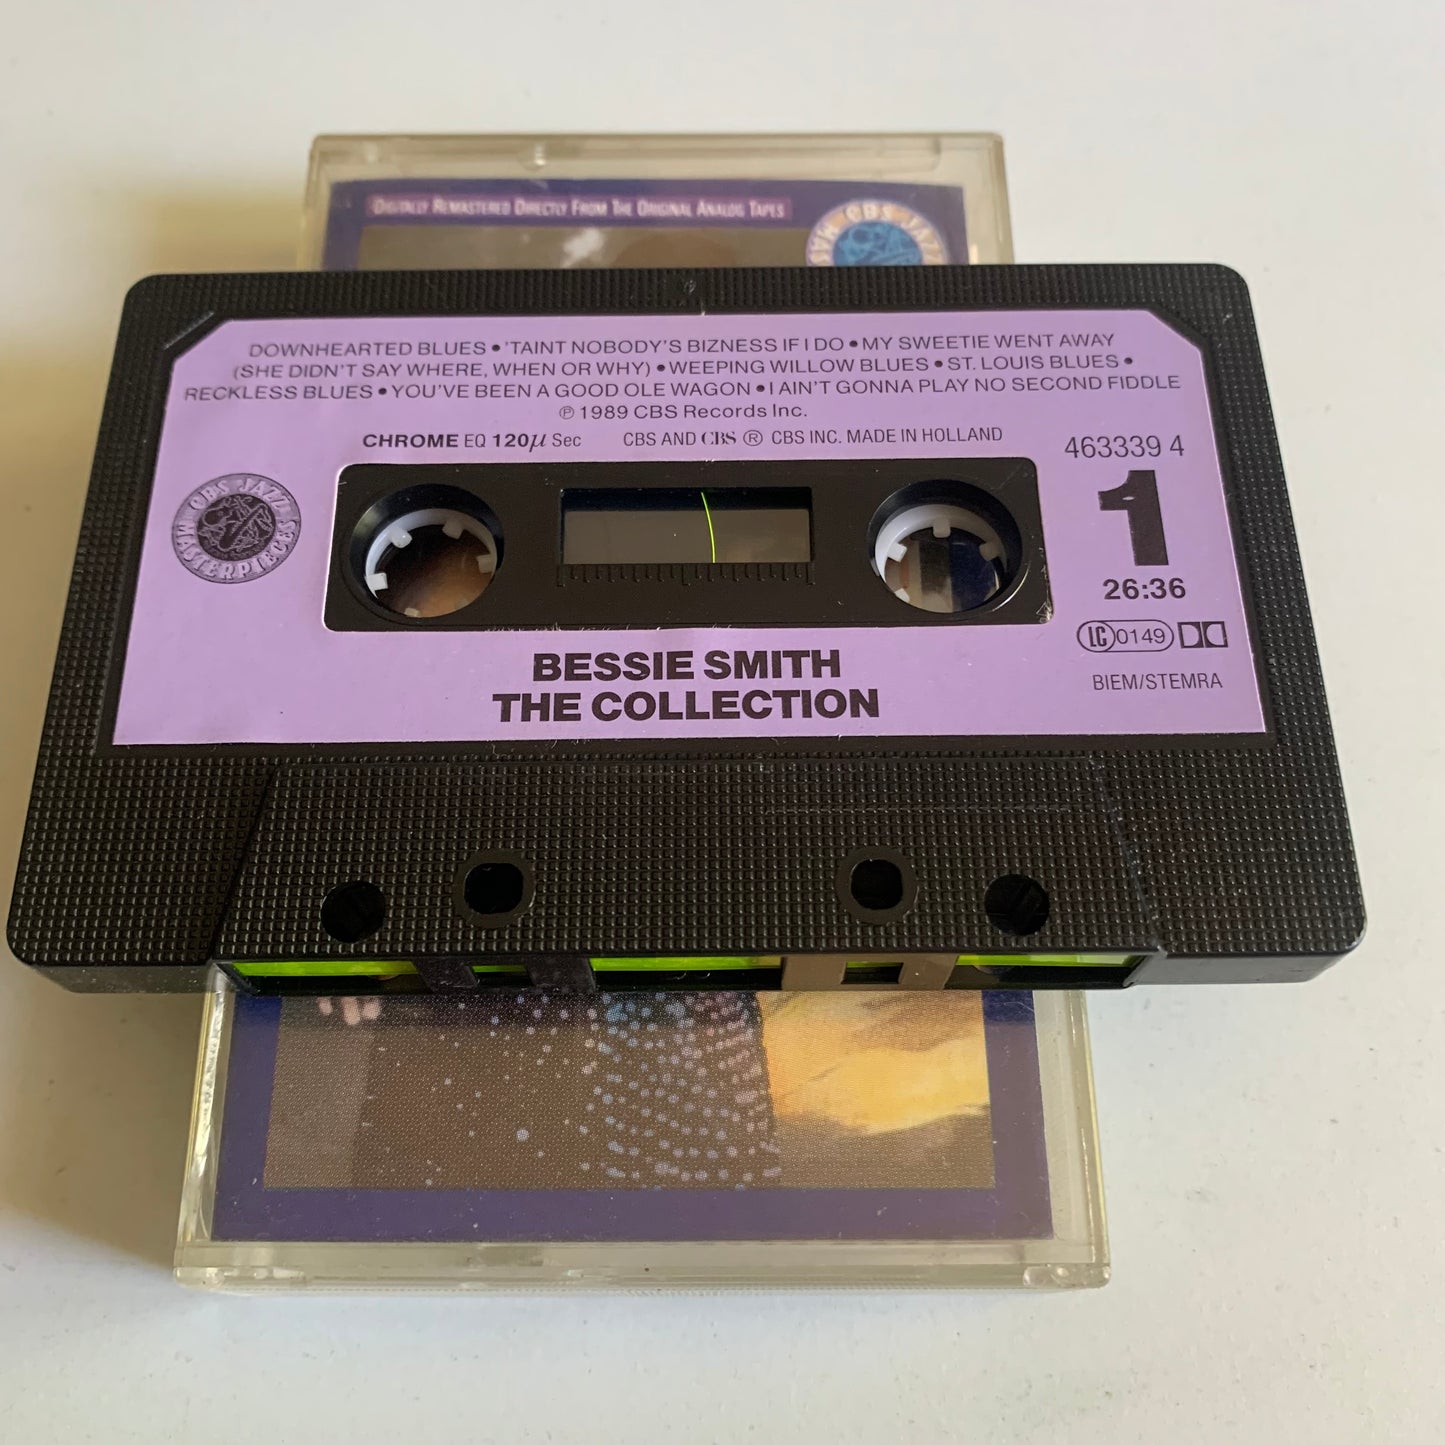 DIGITALLY REMASTERED DIRECTLY FROM THE ORIGINAL ANALOG TAPES
CBS JAZZ MAS
DOWNHEARTED BLUES • 'TAINT NOBODY'S BIZNESS IF I DO • MY SWEETIE WENT AWAY
(SHE DIDN'T SAY WHERE, WHEN OR WHY) • WEEPING WILLOW BLUES • ST. LOUIS BLUES •
RECKLESS BLUES • YOU'VE BEEN A GOOD OLE WAGON • I AIN'T GONNA PLAY NO SECOND FIDDLE
℗ 1989 CBS Records Inc.
CHROME EQ 120µ Sec CBS AND CBS ® CBS INC. MADE IN HOLLAND
463339 4
1
26:36
CBS JAZZ MASTERPIECES
LC 0149
BIEM/STEMRA
BESSIE SMITH
THE COLLECTION